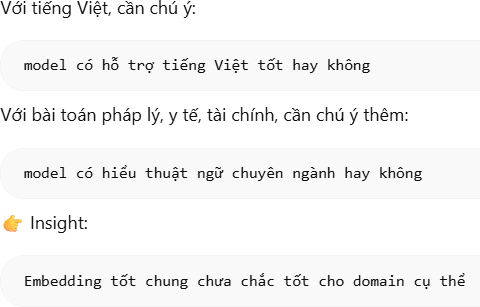 Với tiếng Việt, cần chú ý:
model có hỗ trợ tiếng Việt tốt hay không
Với bài toán pháp lý, y tế, tài chính, cần chú ý thêm:
model có hiểu thuật ngữ chuyên ngành hay không
👉 Insight:
Embedding tốt chung chưa chắc tốt cho domain cụ thể